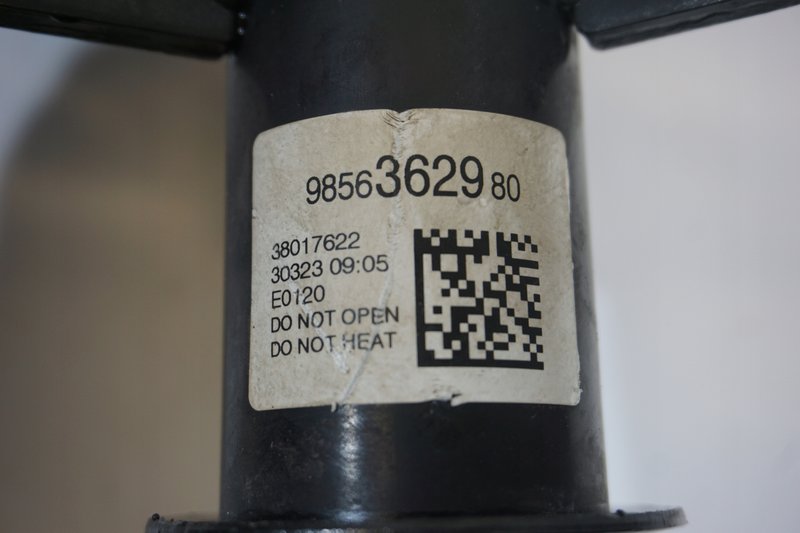 9856362980
38017622
30323 09:05
E0120
DO NOT OPEN
DO NOT HEAT